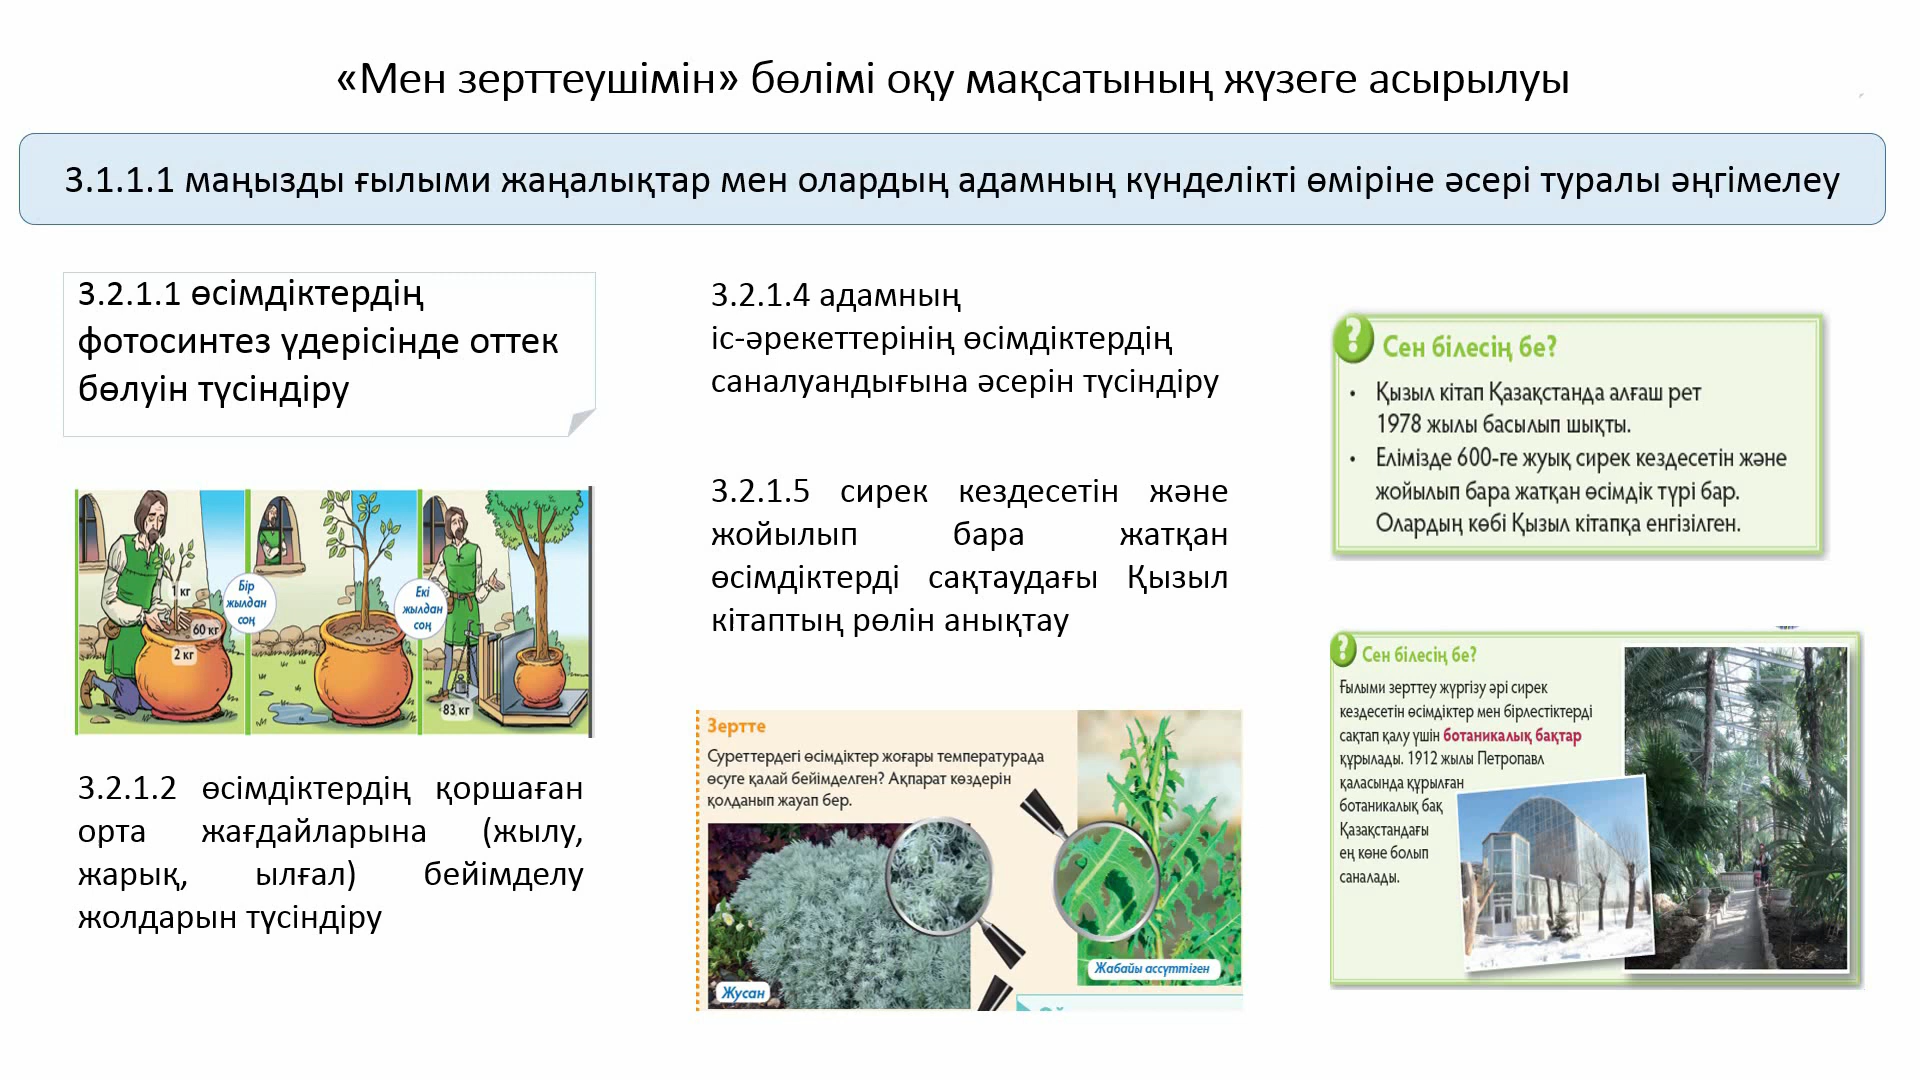 «Мен зерттеушімін» бөлімі оқу мақсатының жүзеге асырылуы
3.1.1.1 маңызды ғылыми жаңалықтар мен олардың адамның күнделікті өміріне әсері туралы әңгімелеу
3.2.1.1 өсімдіктердің
фотосинтез үдерісінде оттек
бөлуін түсіндіру
1 кг
60 кг
2 кг
Бір
жылдан
соң
Екі
жылдан
соң
83 кг
3.2.1.2 өсімдіктердің қоршаған
орта жағдайларына (жылу,
жарық, ылғал) бейімделу
жолдарын түсіндіру
3.2.1.4 адамның
іс-әрекеттерінің өсімдіктердің
саналуандығына әсерін түсіндіру
3.2.1.5 сирек кездесетін және
жойылып бара жатқан
өсімдіктерді сақтаудағы Қызыл
кітаптың рөлін анықтау
Зертте
Суреттердегі өсімдіктер жоғары температурада
өсуге қалай бейімделген? Ақпарат көздерін
қолданып жауап бер.
Жусан
Жабайы ассүттіген
? Сен білесің бе?
• Қызыл кітап Қазақстанда алғаш рет
1978 жылы басылып шықты.
• Елімізде 600-ге жуық сирек кездесетін және
жойылып бара жатқан өсімдік түрі бар.
Олардың көбі Қызыл кітапқа енгізілген.
? Сен білесің бе?
Ғылыми зерттеу жүргізу әрі сирек
кездесетін өсімдіктер мен бірлестіктерді
сақтап қалу үшін ботаникалық бақтар
құрылады. 1912 жылы Петропавл
қаласында құрылған
ботаникалық бақ
Қазақстандағы
ең көне болып
саналады.